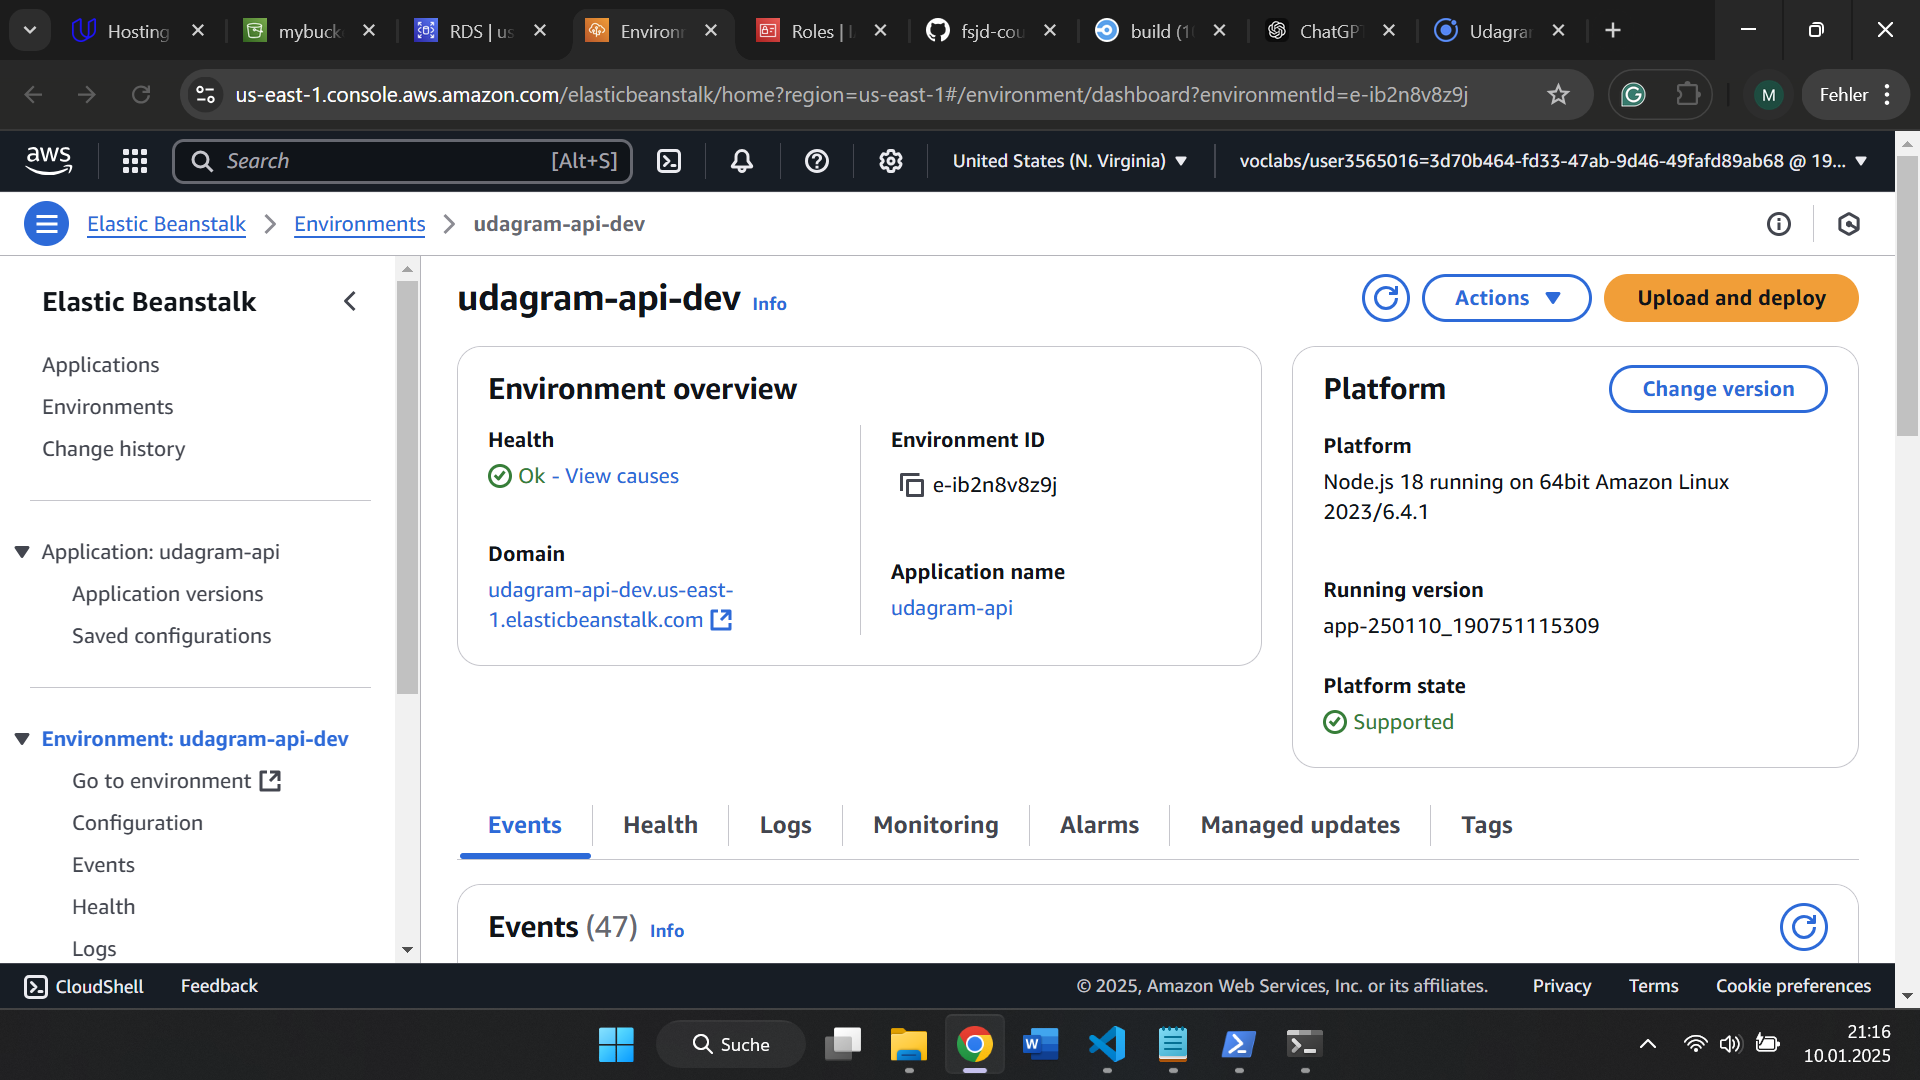 Hosting
mybuck
RDS | us
Environ
Roles | I
fsjd-cou
build (1
ChatGPT
Udagra
us-east-1.console.aws.amazon.com/elasticbeanstalk/home?region=us-east-1#/environment/dashboard?environmentId=e-ib2n8v8z9j
M
Fehler
aws
Search
[Alt+S]
United States (N. Virginia)
voclabs/user3565016=3d70b464-fd33-47ab-9d46-49fafd89ab68 @ 19...
Elastic Beanstalk
Environments
udagram-api-dev
Elastic Beanstalk
Applications
Environments
Change history
Application: udagram-api
Application versions
Saved configurations
Environment: udagram-api-dev
Go to environment
Configuration
Events
Health
Logs
udagram-api-dev Info
Actions
Upload and deploy
Environment overview
Health
Ok - View causes
Domain
udagram-api-dev.us-east-
1.elasticbeanstalk.com
Environment ID
e-ib2n8v8z9j
Application name
udagram-api
Platform
Change version
Platform
Node.js 18 running on 64bit Amazon Linux
2023/6.4.1
Running version
app-250110_190751115309
Platform state
Supported
Events
Health
Logs
Monitoring
Alarms
Managed updates
Tags
Events (47) Info
CloudShell
Feedback
© 2025, Amazon Web Services, Inc. or its affiliates.
Privacy
Terms
Cookie preferences
Suche
21:16
10.01.2025